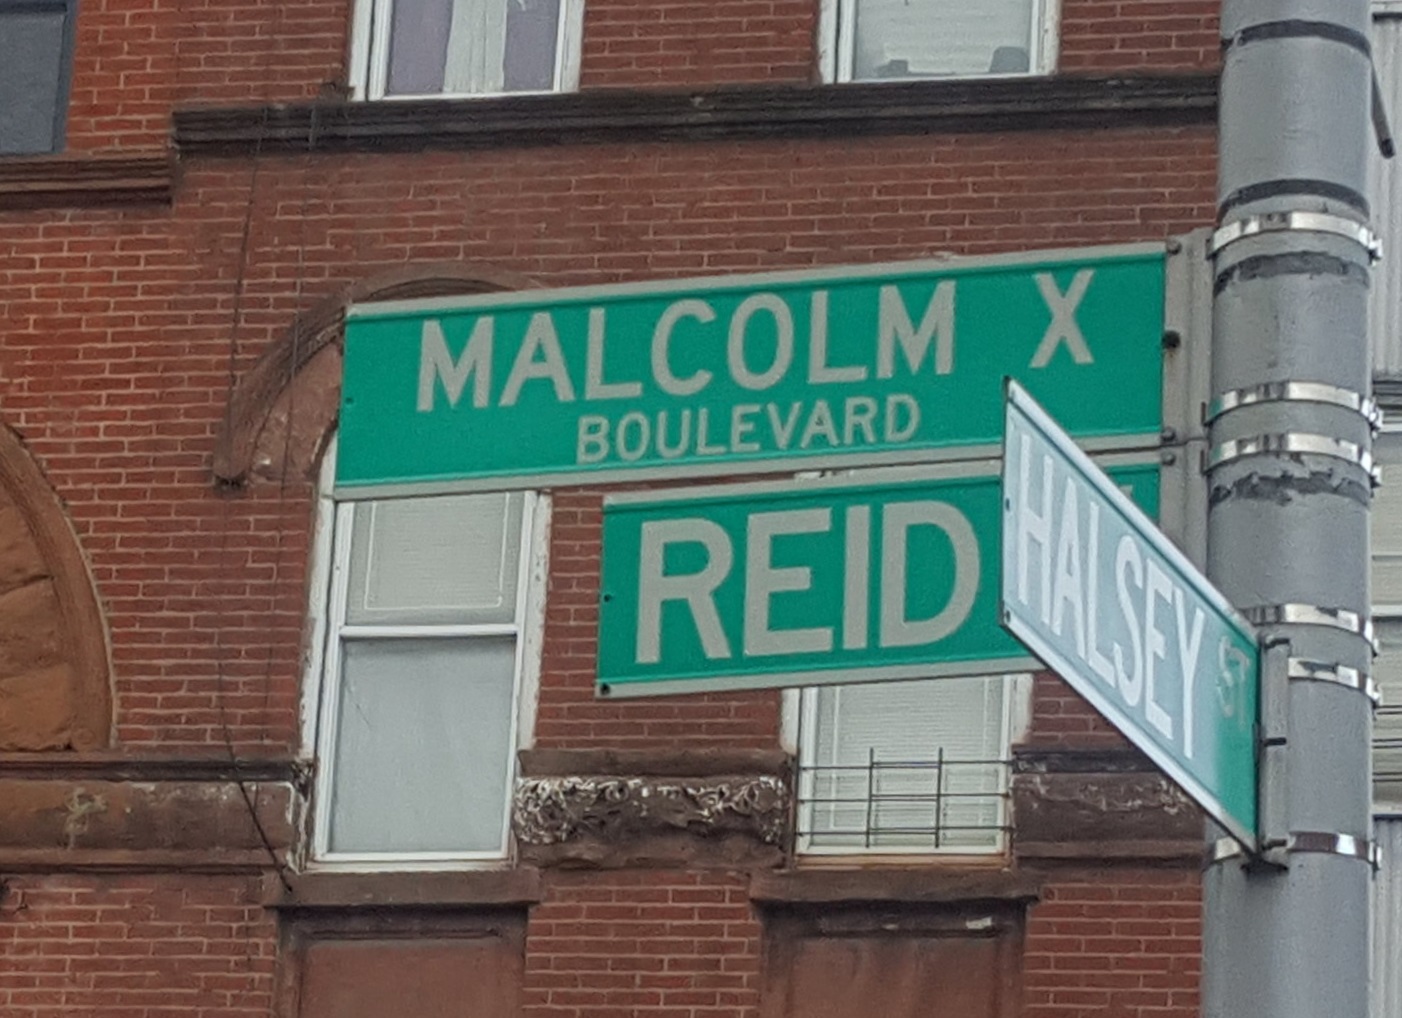 MALCOLM X
BOULEVARD
REID
HALSEY ST